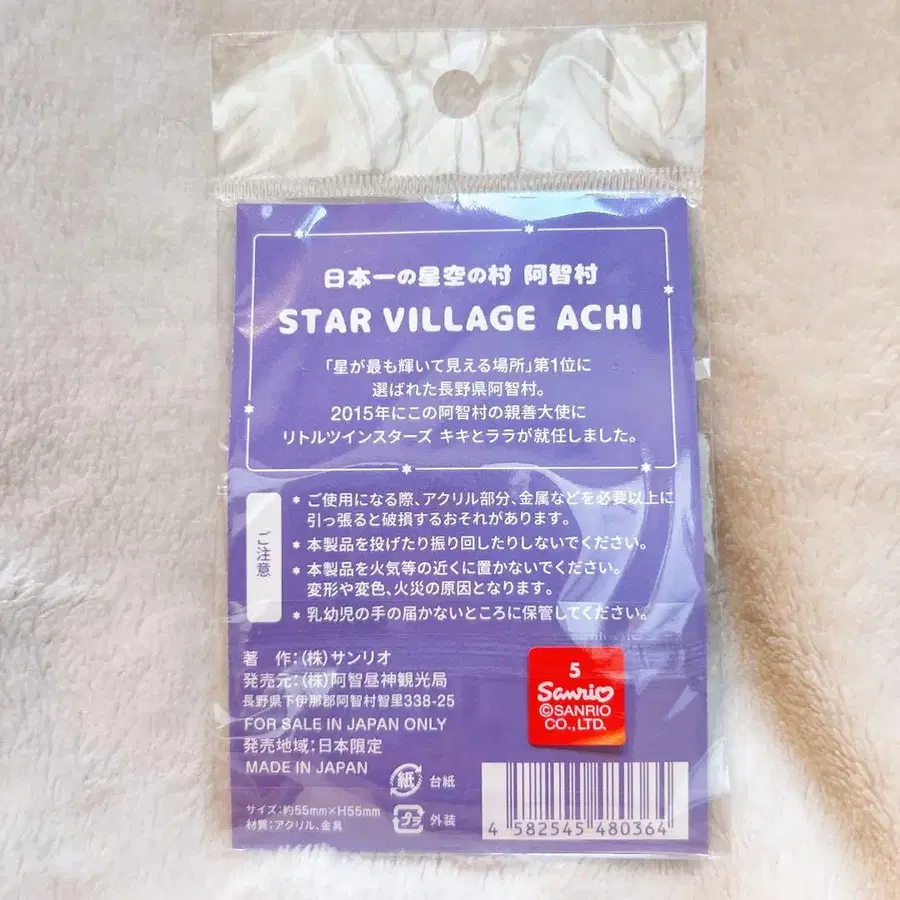 日本一の星空の村 阿智村
STAR VILLAGE ACHI
「星が最も輝いて見える場所」第1位に
選ばれた長野県阿智村。
2015年にこの阿智村の親善大使に
リトルツインスターズ キキとララが就任しました。
ご注意
* ご使用になる際、アクリル部分、金属などを必要以上に
引っ張ると破損するおそれがあります。
* 本製品を投げたり振り回したりしないでください。
* 本製品を火気等の近くに置かないでください。
変形や変色、火災の原因となります。
* 乳幼児の手の届かないところに保管してください。
著 作：(株)サンリオ
発売元：(株)阿智昼神観光局
長野県下伊那郡阿智村智里338-25
FOR SALE IN JAPAN ONLY
発売地域：日本限定
MADE IN JAPAN
サイズ：約55mm×H55mm
材質：アクリル、金具
紙 台紙
プラ 外装
5
Sanrio
©SANRIO
CO., LTD.
4 582545 480364